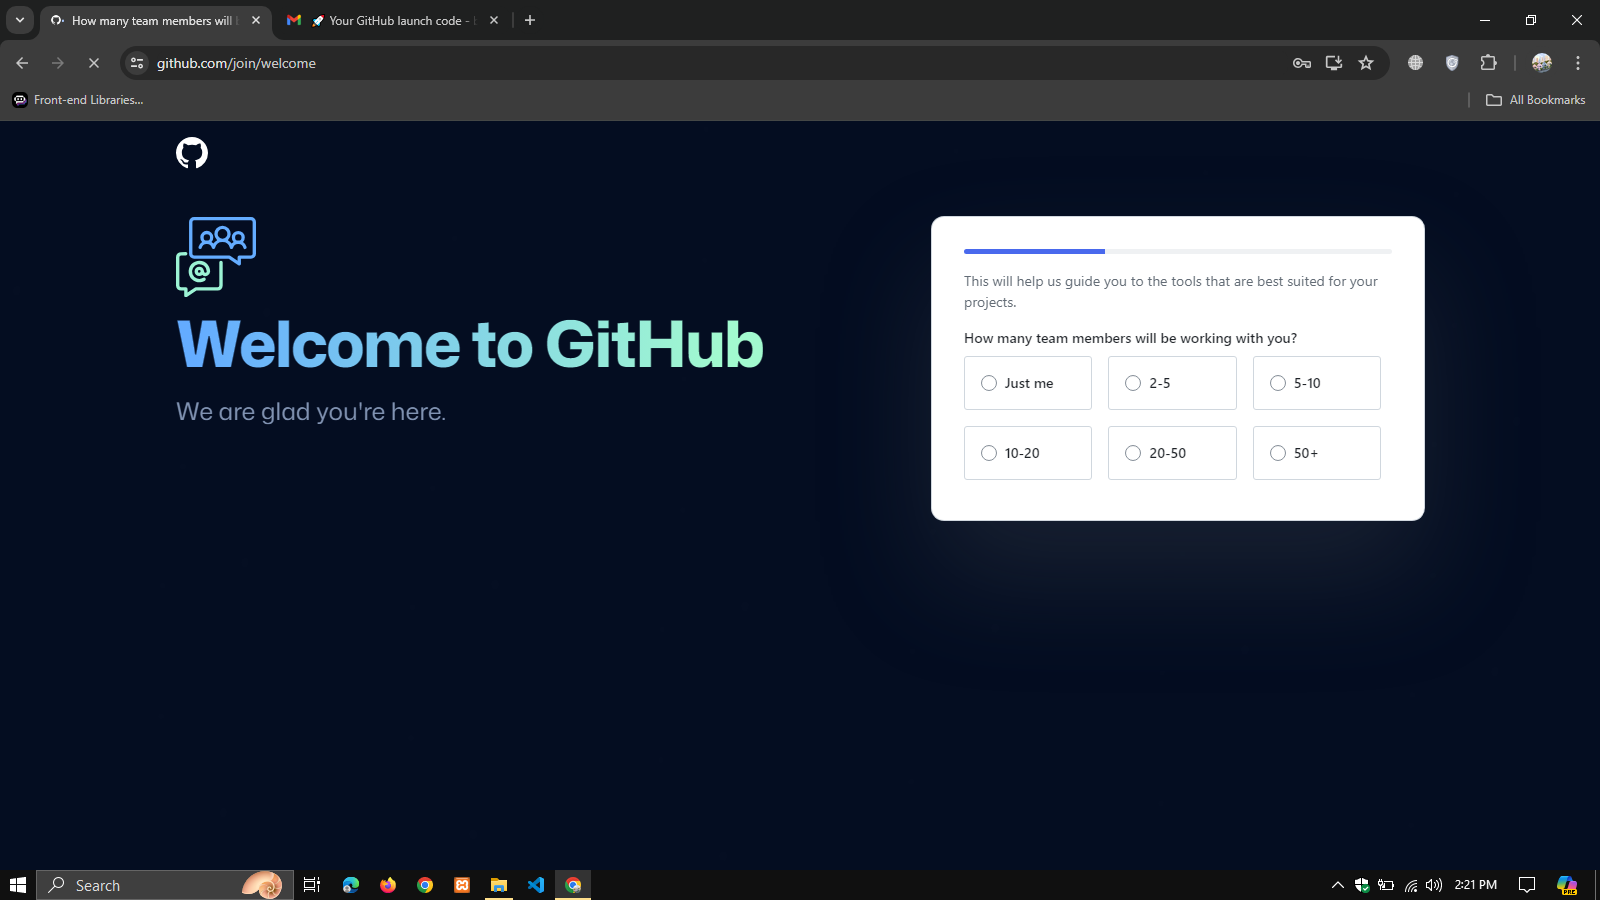 How many team members will
Your GitHub launch code -
github.com/join/welcome
Front-end Libraries...
All Bookmarks
@
Welcome to GitHub
We are glad you're here.
This will help us guide you to the tools that are best suited for your
projects.
How many team members will be working with you?
Just me
2-5
5-10
10-20
20-50
50+
Search
2:21 PM
PRE